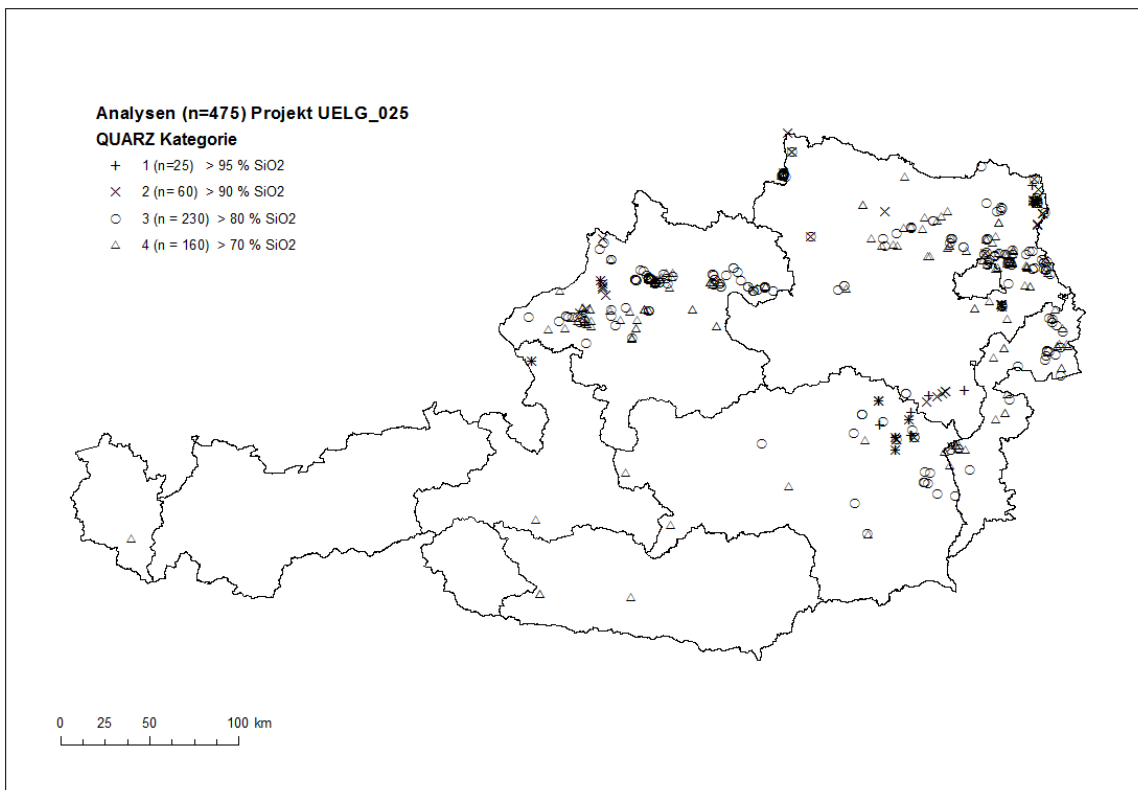 Analysen (n=475) Projekt UELG_025
QUARZ Kategorie
1 (n=25) > 95 % SiO2
2 (n= 60) > 90 % SiO2
3 (n = 230) > 80 % SiO2
4 (n = 160) > 70 % SiO2
0 25 50 100 km